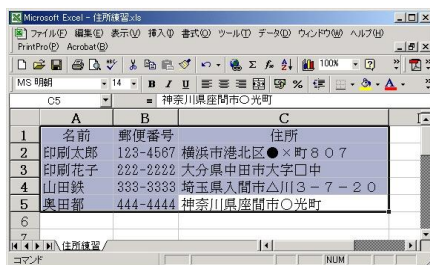 Microsoft Excel - 住所練習.xls
ファイル(F) 編集(E) 表示(V) 挿入(I) 書式(O) ツール(T) データ(D) ウィンドウ(W) ヘルプ(H)
PrintPro(P) Acrobat(B)
100%
MS 明朝 14 B I U
C5 = 神奈川県座間市○光町
A B C
1 名前 郵便番号 住所
2 印刷太郎 123-4567 横浜市港北区●×町807
3 印刷花子 222-2222 大分県中田市大字□中
4 山田鉄 333-3333 埼玉県入間市△川3-7-20
5 奥田都 444-4444 神奈川県座間市○光町
6
7
住所練習
コマンド NUM